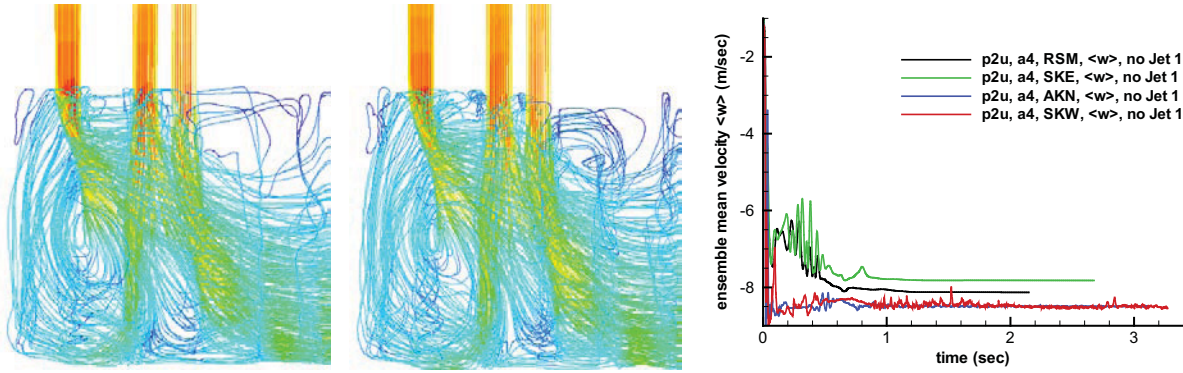 p2u, a4, RSM, <w>, no Jet 1
p2u, a4, SKE, <w>, no Jet 1
p2u, a4, AKN, <w>, no Jet 1
p2u, a4, SKW, <w>, no Jet 1
ensemble mean velocity <w> (m/sec)
-2
-4
-6
-8
0
1
2
3
time (sec)